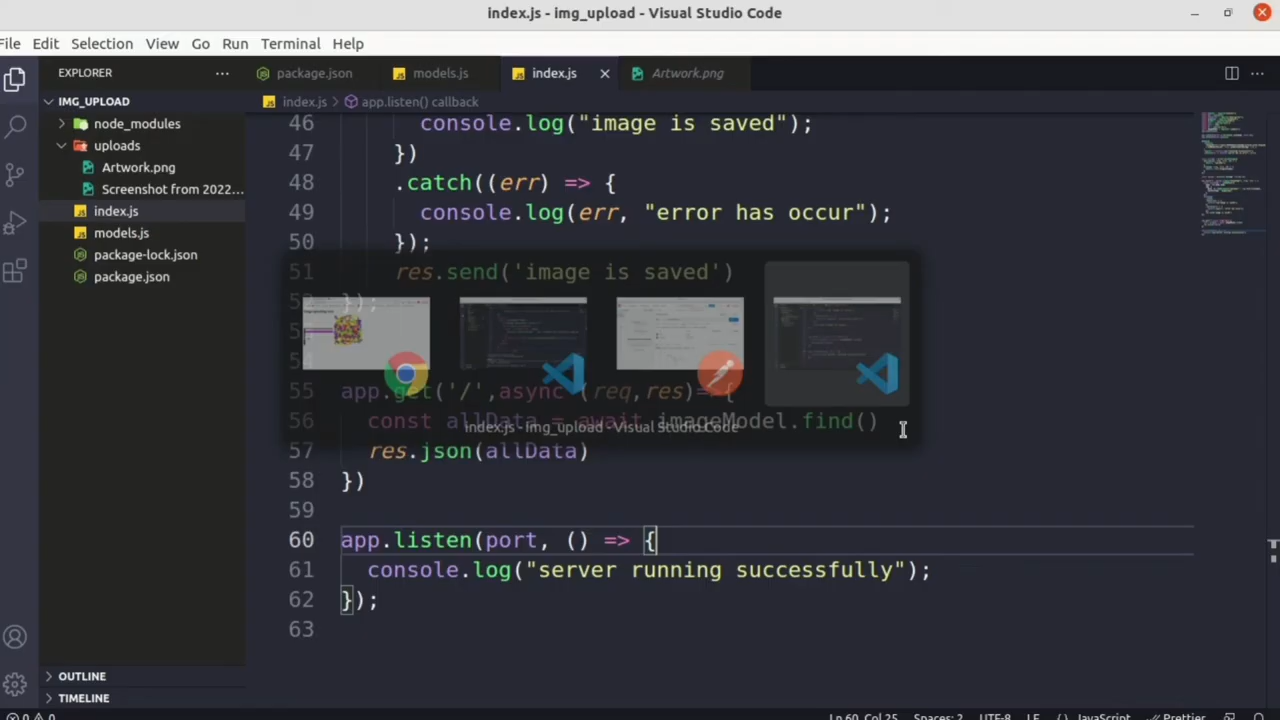 index.js - img_upload - Visual Studio Code
File Edit Selection View Go Run Terminal Help
EXPLORER
package.json
models.js
index.js
Artwork.png
IMG_UPLOAD
index.js > app.listen() callback
node_modules
uploads
Artwork.png
Screenshot from 2022...
index.js
models.js
package-lock.json
package.json
46 console.log("image is saved");
47 })
48 .catch((err) => {
49 console.log(err, "error has occur");
50 });
51 res.send('image is saved')
});
55 app.get('/',async (req,res)=>{
56 const allData = await imageModel.find()
index.js - img_upload - Visual Studio Code
57 res.json(allData)
58 })
59
60 app.listen(port, () => {
61 console.log("server running successfully");
62 });
63
OUTLINE
TIMELINE
0 0
Ln 60, Col 25 Spaces: 2 UTF-8 LF {} JavaScript Prettier